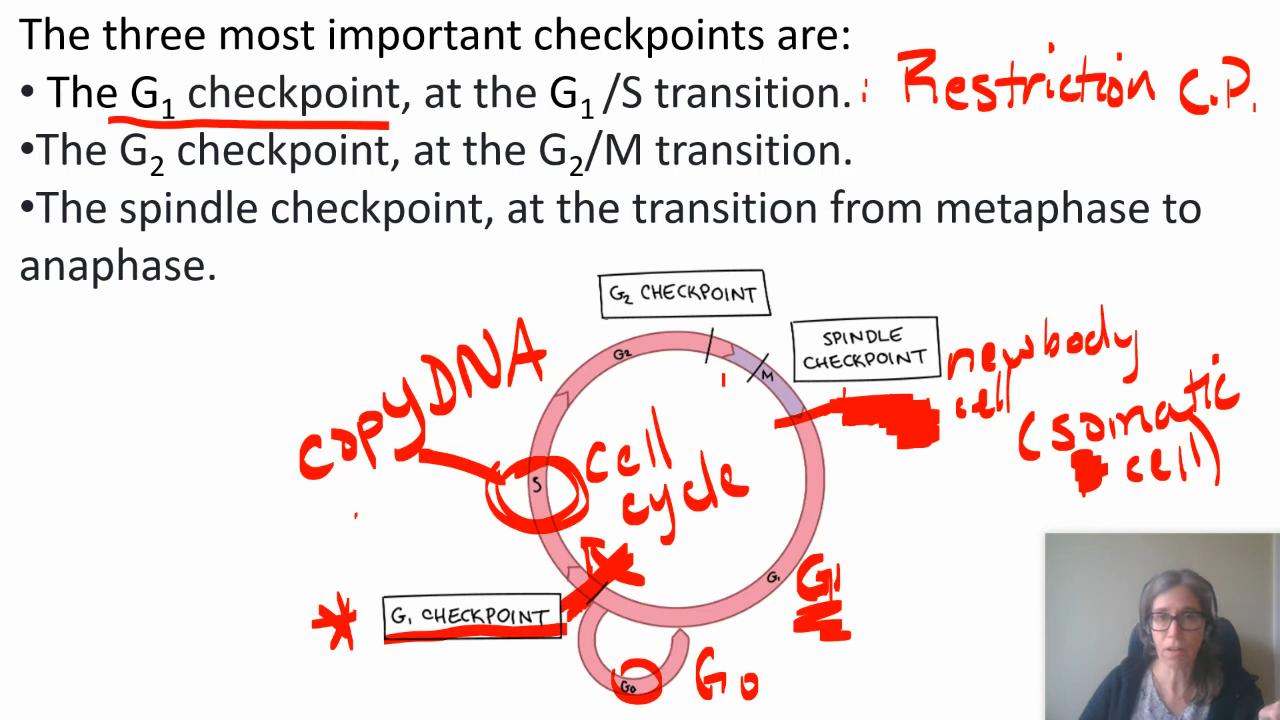 The three most important checkpoints are:
• The G₁ checkpoint, at the G₁ /S transition. : Restriction C.P.
•The G₂ checkpoint, at the G₂/M transition.
•The spindle checkpoint, at the transition from metaphase to
anaphase.
G₂ CHECKPOINT
SPINDLE
CHECKPOINT
new body
cell
(somatic
cell)
copy DNA
G₂
M
S
cell
cycle
G₁
G₁
* G₁ CHECKPOINT
G₀
G₀